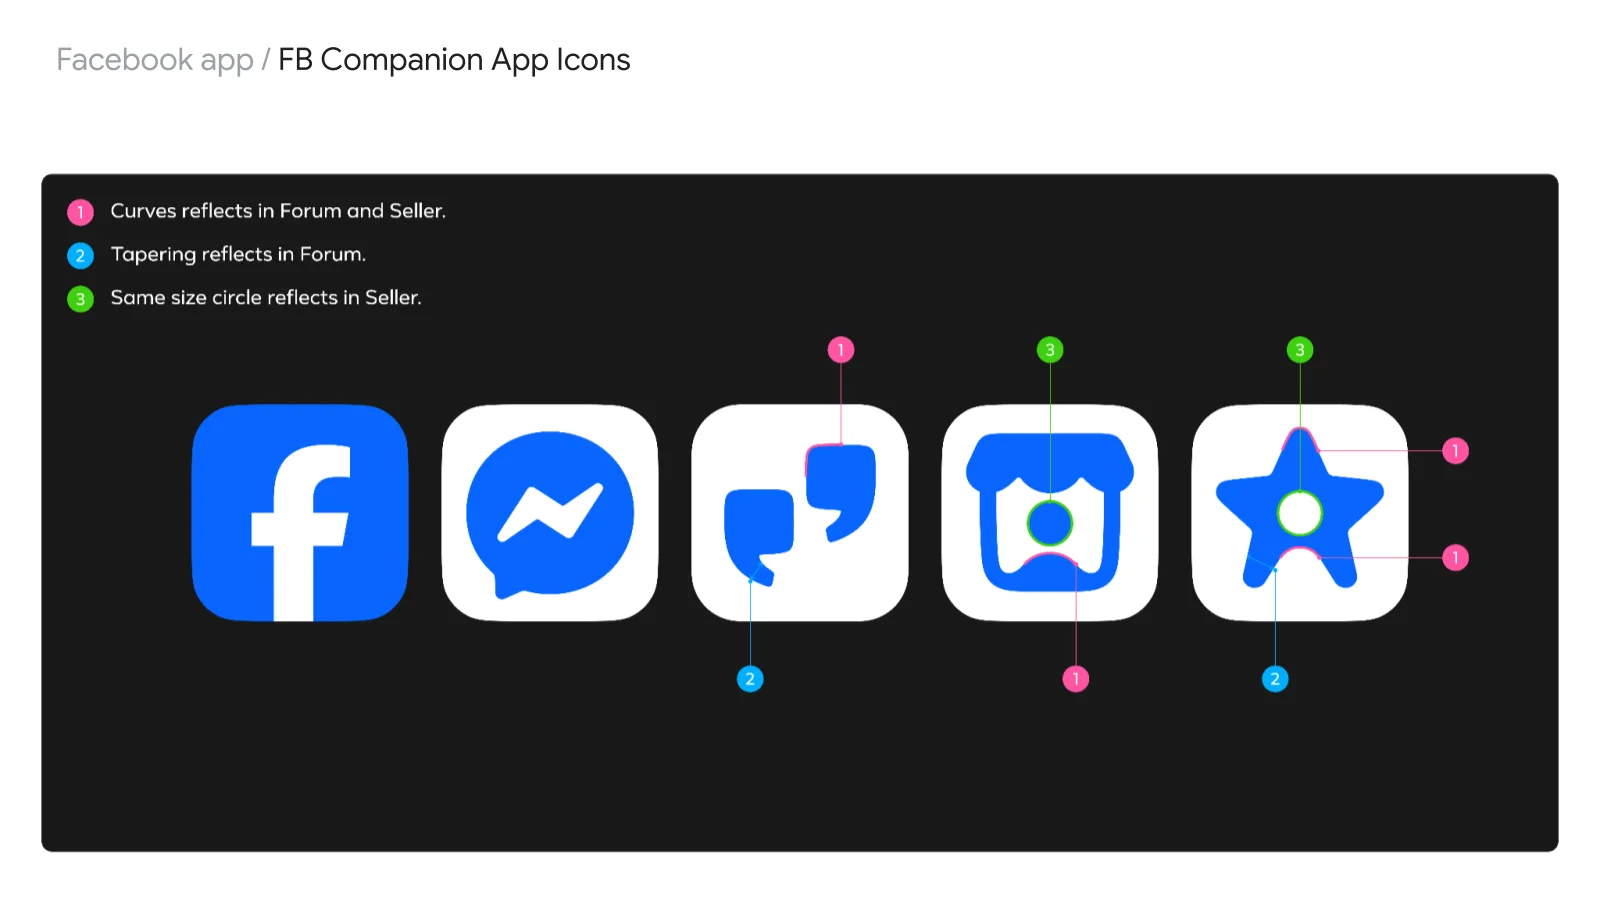 Facebook app / FB Companion App Icons
1 Curves reflects in Forum and Seller.
2 Tapering reflects in Forum.
3 Same size circle reflects in Seller.
1 3 3
1
f
1
2 1 2